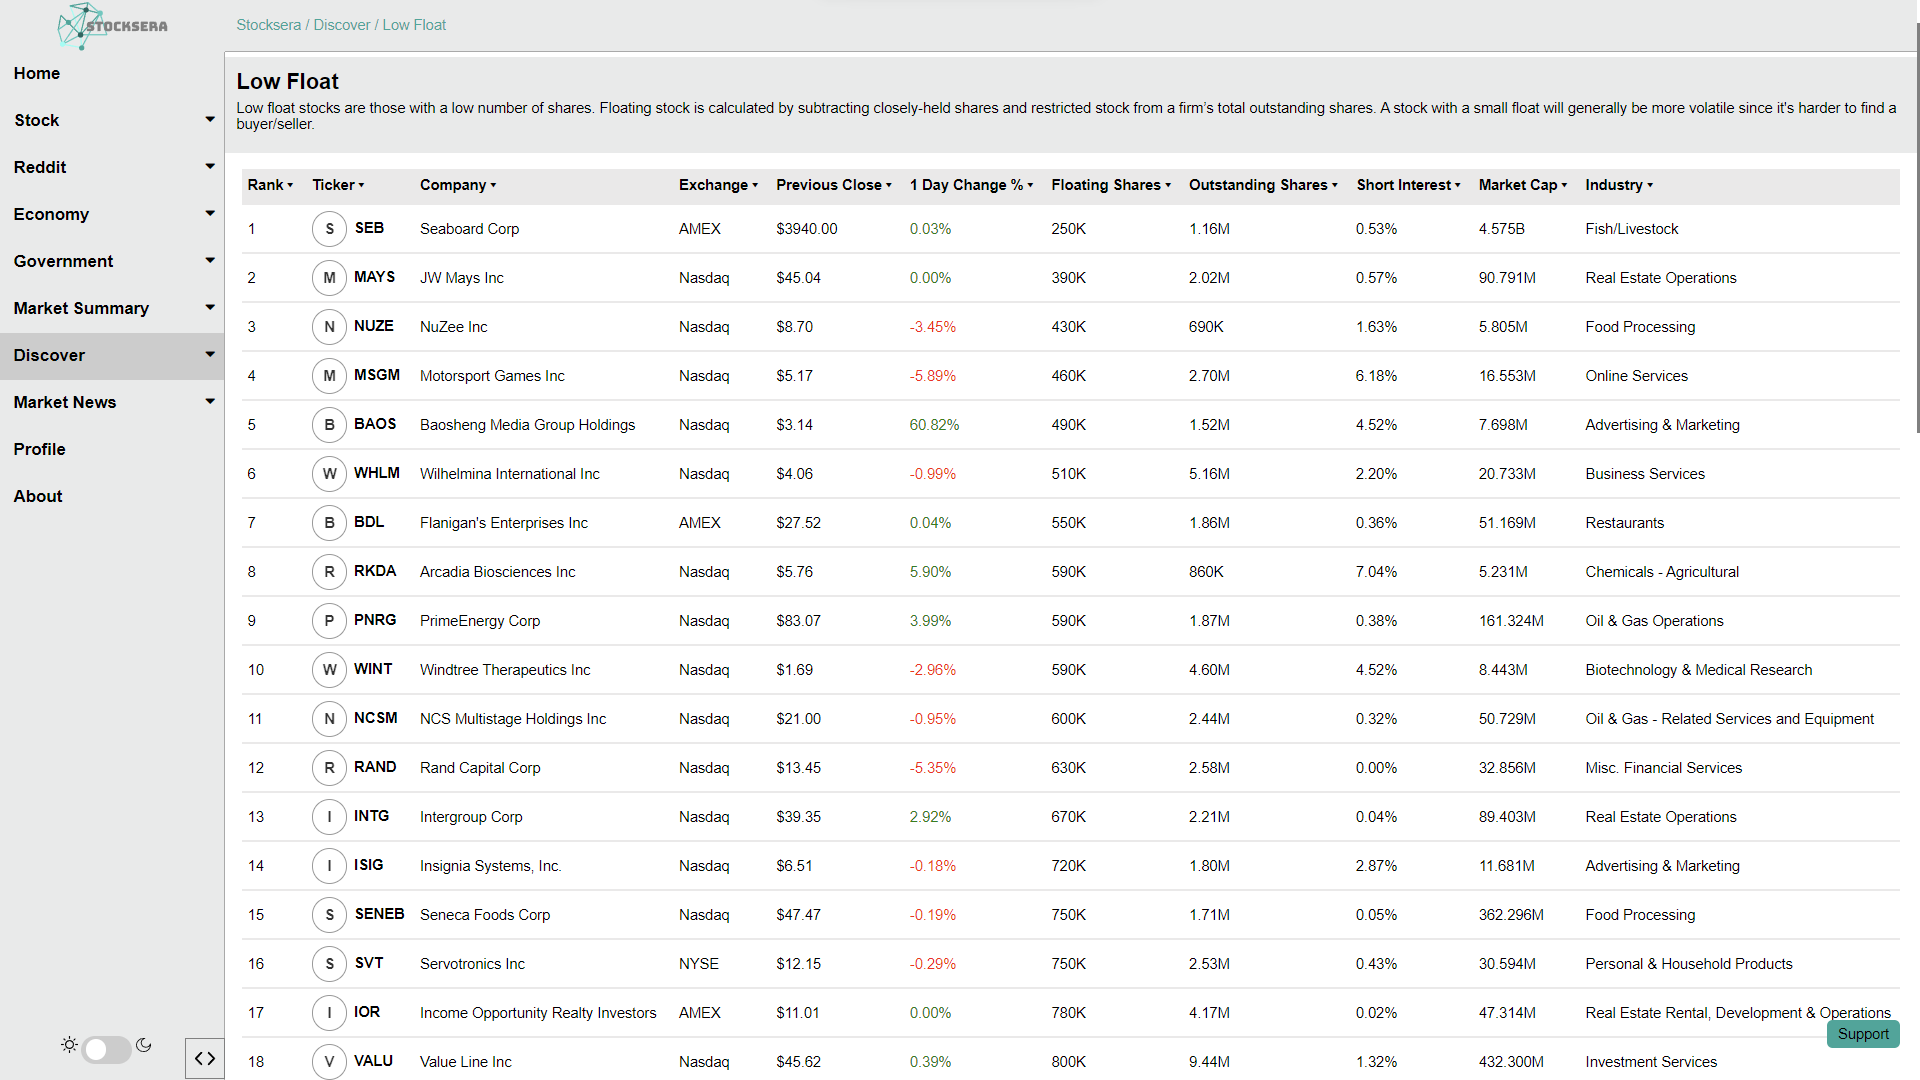 STOCKSERA
Stocksera / Discover / Low Float
Home
Stock
Reddit
Economy
Government
Market Summary
Discover
Market News
Profile
About
Low Float
Low float stocks are those with a low number of shares. Floating stock is calculated by subtracting closely-held shares and restricted stock from a firm’s total outstanding shares. A stock with a small float will generally be more volatile since it's harder to find a
buyer/seller.
Rank Ticker Company Exchange Previous Close 1 Day Change % Floating Shares Outstanding Shares Short Interest Market Cap Industry
1 S SEB Seaboard Corp AMEX $3940.00 0.03% 250K 1.16M 0.53% 4.575B Fish/Livestock
2 M MAYS JW Mays Inc Nasdaq $45.04 0.00% 390K 2.02M 0.57% 90.791M Real Estate Operations
3 N NUZE NuZee Inc Nasdaq $8.70 -3.45% 430K 690K 1.63% 5.805M Food Processing
4 M MSGM Motorsport Games Inc Nasdaq $5.17 -5.89% 460K 2.70M 6.18% 16.553M Online Services
5 B BAOS Baosheng Media Group Holdings Nasdaq $3.14 60.82% 490K 1.52M 4.52% 7.698M Advertising & Marketing
6 W WHLM Wilhelmina International Inc Nasdaq $4.06 -0.99% 510K 5.16M 2.20% 20.733M Business Services
7 B BDL Flanigan's Enterprises Inc AMEX $27.52 0.04% 550K 1.86M 0.36% 51.169M Restaurants
8 R RKDA Arcadia Biosciences Inc Nasdaq $5.76 5.90% 590K 860K 7.04% 5.231M Chemicals - Agricultural
9 P PNRG PrimeEnergy Corp Nasdaq $83.07 3.99% 590K 1.87M 0.38% 161.324M Oil & Gas Operations
10 W WINT Windtree Therapeutics Inc Nasdaq $1.69 -2.96% 590K 4.60M 4.52% 8.443M Biotechnology & Medical Research
11 N NCSM NCS Multistage Holdings Inc Nasdaq $21.00 -0.95% 600K 2.44M 0.32% 50.729M Oil & Gas - Related Services and Equipment
12 R RAND Rand Capital Corp Nasdaq $13.45 -5.35% 630K 2.58M 0.00% 32.856M Misc. Financial Services
13 I INTG Intergroup Corp Nasdaq $39.35 2.92% 670K 2.21M 0.04% 89.403M Real Estate Operations
14 I ISIG Insignia Systems, Inc. Nasdaq $6.51 -0.18% 720K 1.80M 2.87% 11.681M Advertising & Marketing
15 S SENEB Seneca Foods Corp Nasdaq $47.47 -0.19% 750K 1.71M 0.05% 362.296M Food Processing
16 S SVT Servotronics Inc NYSE $12.15 -0.29% 750K 2.53M 0.43% 30.594M Personal & Household Products
17 I IOR Income Opportunity Realty Investors AMEX $11.01 0.00% 780K 4.17M 0.02% 47.314M Real Estate Rental, Development & Operations
Support
18 V VALU Value Line Inc Nasdaq $45.62 0.39% 800K 9.44M 1.32% 432.300M Investment Services